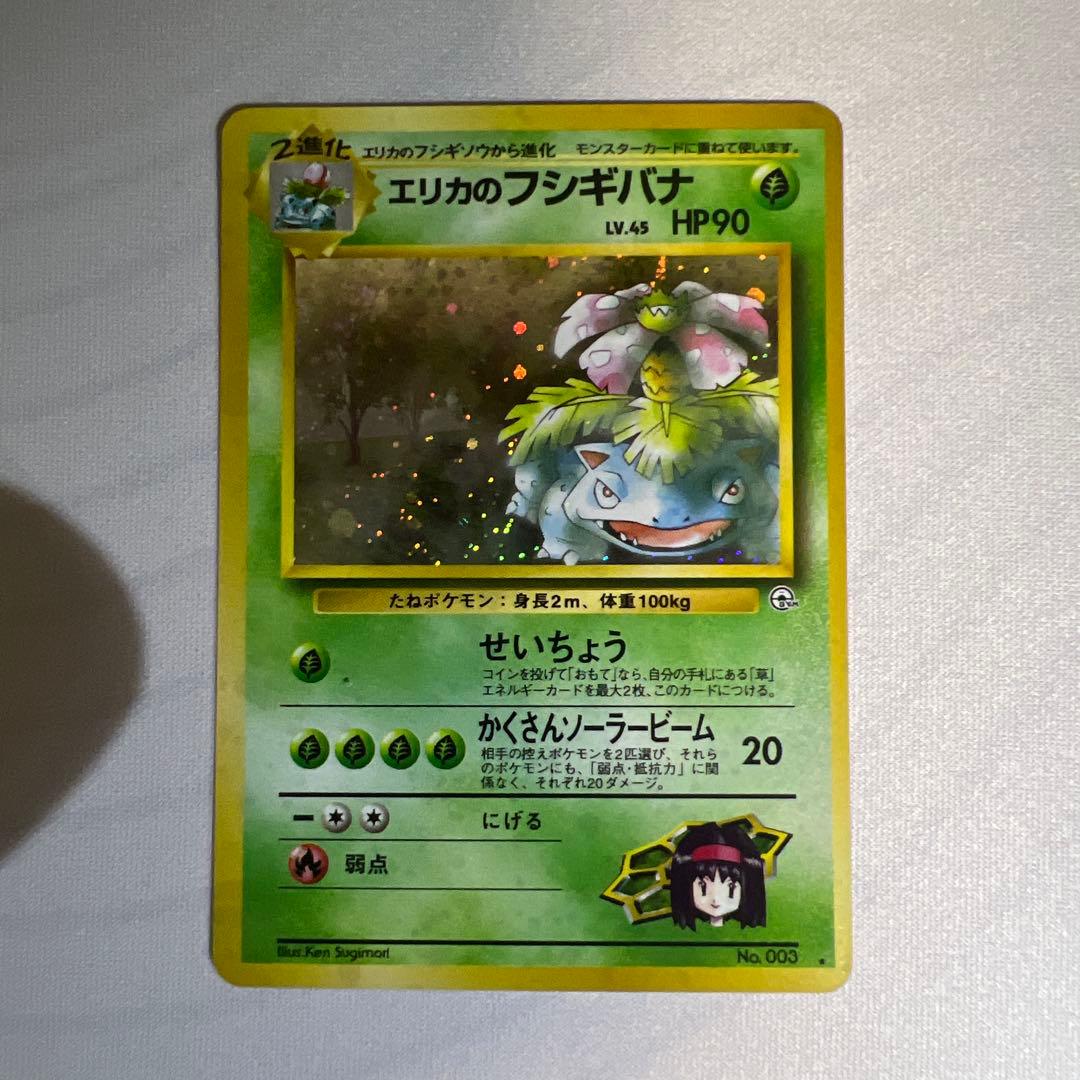 2進化 エリカのフシギソウから進化 モンスターカードに重ねて使います。
エリカのフシギバナ
LV.45 HP90
たねポケモン：身長2m、体重100kg
せいちょう
コインを投げて「おもて」なら、自分の手札にある「草」
エネルギーカードを最大2枚、このカードにつける。
かくさんソーラービーム 20
相手の控えポケモンを2匹選び、それら
のポケモンにも、「弱点・抵抗力」に関
係なく、それぞれ20ダメージ。
にげる
弱点
Illus.Ken Sugimori
No. 003